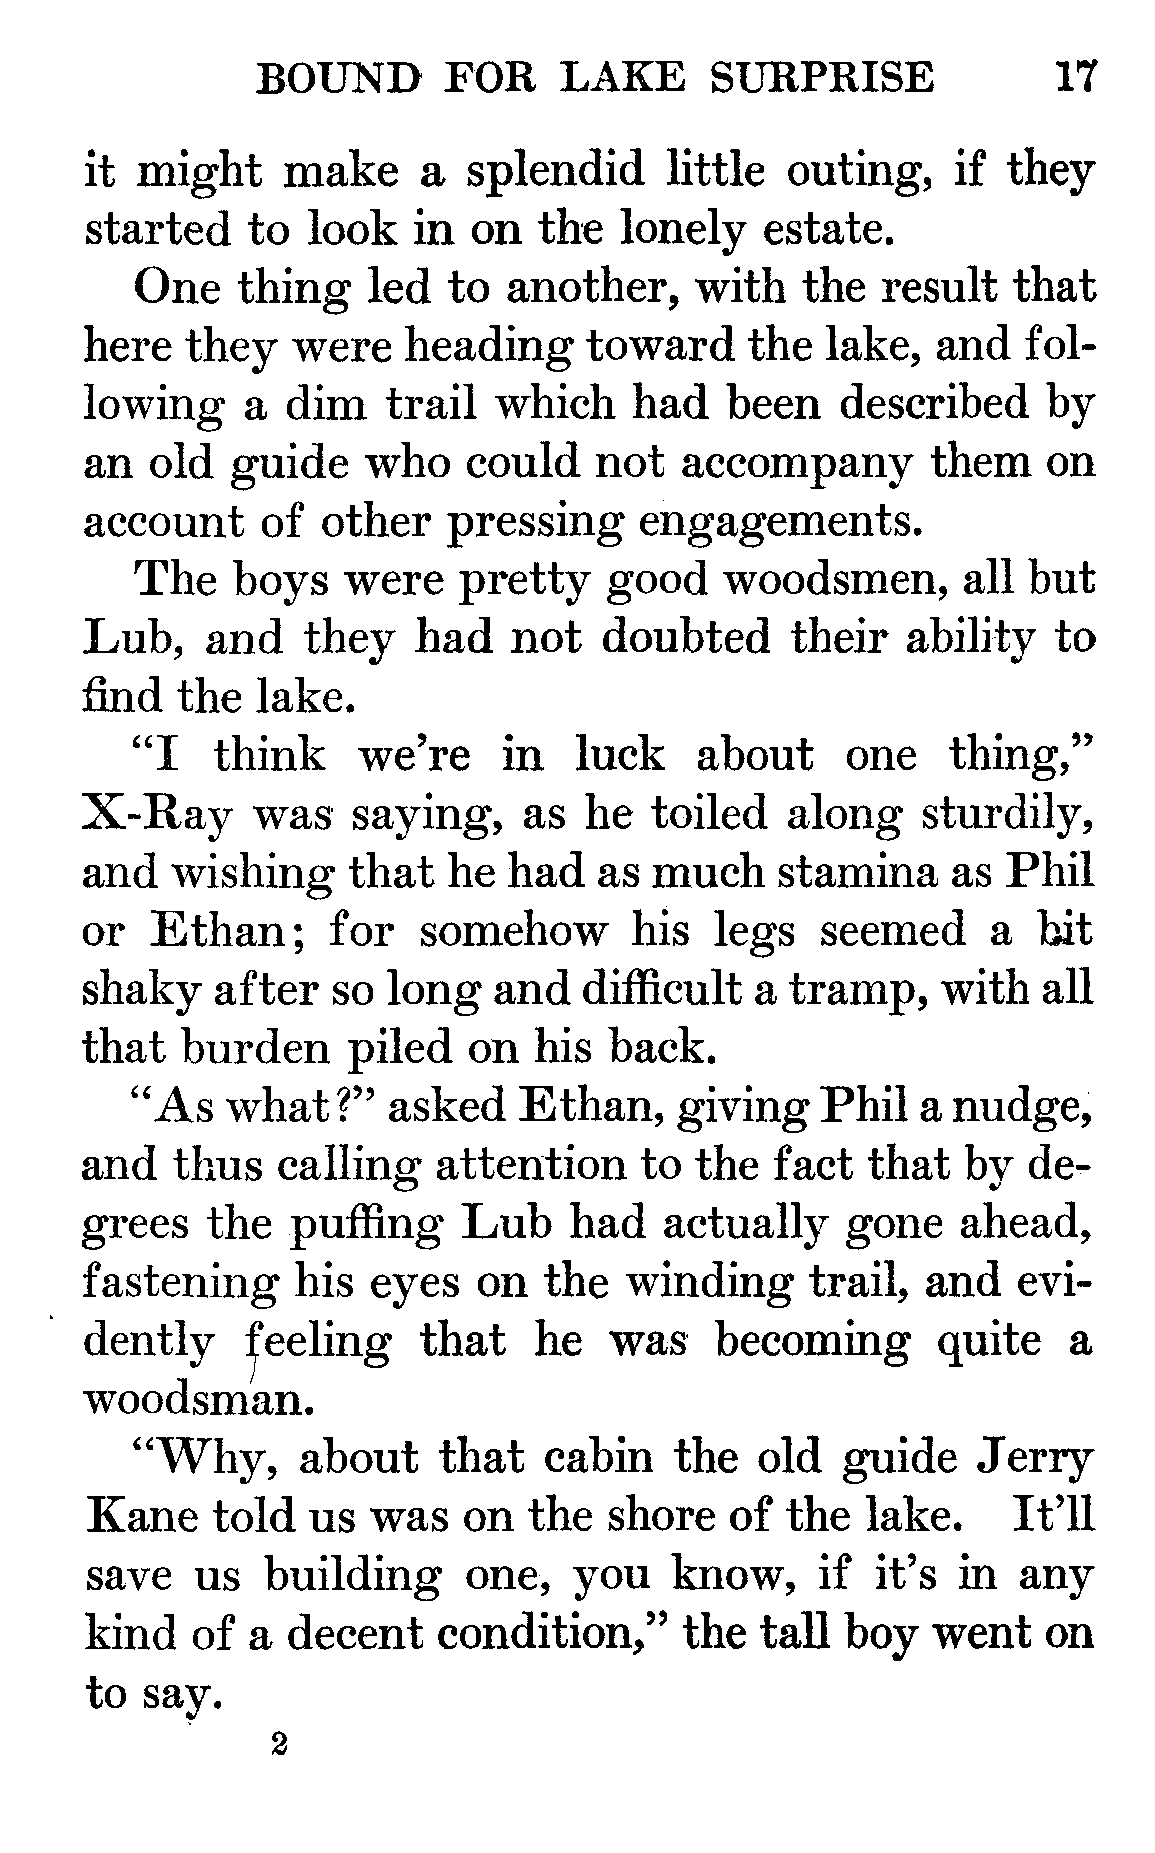 BOUND FOR LAKE SURPRISE 17
it might make a splendid little outing, if they
started to look in on the lonely estate.
One thing led to another, with the result that
here they were heading toward the lake, and fol-
lowing a dim trail which had been described by
an old guide who could not accompany them on
account of other pressing engagements.
The boys were pretty good woodsmen, all but
Lub, and they had not doubted their ability to
find the lake.
“I think we’re in luck about one thing,”
X-Ray was saying, as he toiled along sturdily,
and wishing that he had as much stamina as Phil
or Ethan; for somehow his legs seemed a bit
shaky after so long and difficult a tramp, with all
that burden piled on his back.
“As what?” asked Ethan, giving Phil a nudge,
and thus calling attention to the fact that by de-
grees the puffing Lub had actually gone ahead,
fastening his eyes on the winding trail, and evi-
dently feeling that he was becoming quite a
woodsman.
“Why, about that cabin the old guide Jerry
Kane told us was on the shore of the lake. It’ll
save us building one, you know, if it’s in any
kind of a decent condition,” the tall boy went on
to say.
2